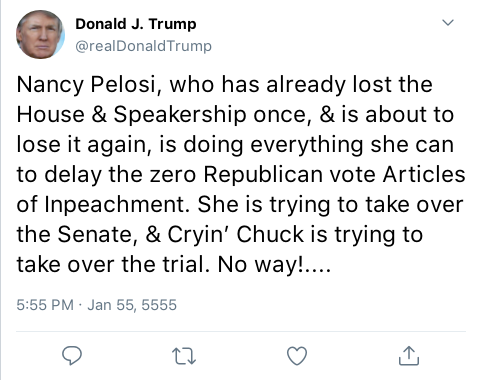 Donald J. Trump
@realDonaldTrump
Nancy Pelosi, who has already lost the
House & Speakership once, & is about to
lose it again, is doing everything she can
to delay the zero Republican vote Articles
of Inpeachment. She is trying to take over
the Senate, & Cryin’ Chuck is trying to
take over the trial. No way!....
5:55 PM · Jan 55, 5555